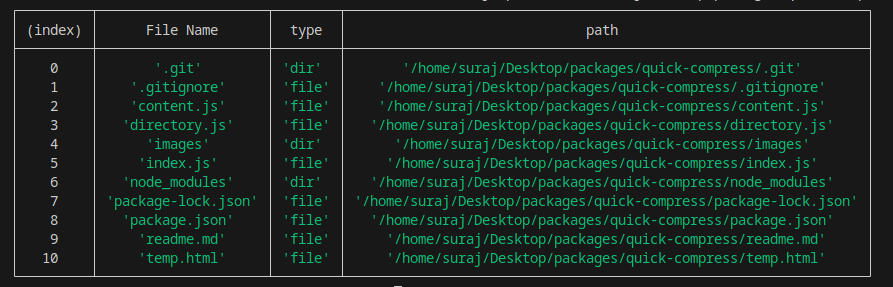 (index) File Name type path
0 '.git' 'dir' '/home/suraj/Desktop/packages/quick-compress/.git'
1 '.gitignore' 'file' '/home/suraj/Desktop/packages/quick-compress/.gitignore'
2 'content.js' 'file' '/home/suraj/Desktop/packages/quick-compress/content.js'
3 'directory.js' 'file' '/home/suraj/Desktop/packages/quick-compress/directory.js'
4 'images' 'dir' '/home/suraj/Desktop/packages/quick-compress/images'
5 'index.js' 'file' '/home/suraj/Desktop/packages/quick-compress/index.js'
6 'node_modules' 'dir' '/home/suraj/Desktop/packages/quick-compress/node_modules'
7 'package-lock.json' 'file' '/home/suraj/Desktop/packages/quick-compress/package-lock.json'
8 'package.json' 'file' '/home/suraj/Desktop/packages/quick-compress/package.json'
9 'readme.md' 'file' '/home/suraj/Desktop/packages/quick-compress/readme.md'
10 'temp.html' 'file' '/home/suraj/Desktop/packages/quick-compress/temp.html'